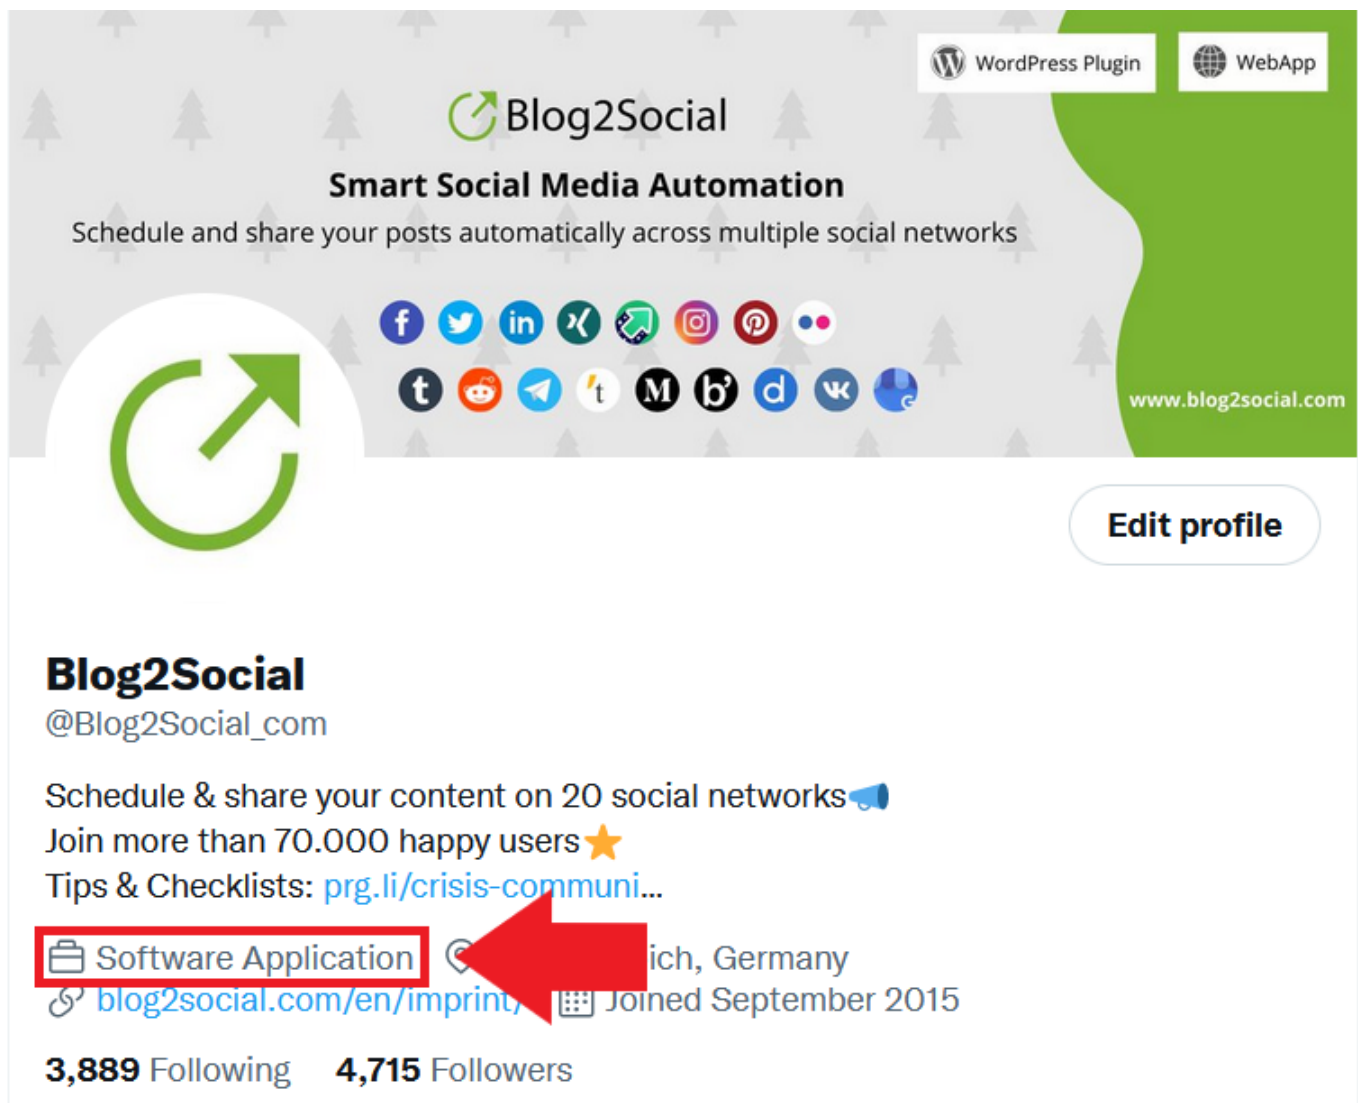 WordPress Plugin
WebApp
Blog2Social
Smart Social Media Automation
Schedule and share your posts automatically across multiple social networks
www.blog2social.com
Edit profile
Blog2Social
@Blog2Social_com
Schedule & share your content on 20 social networks
Join more than 70.000 happy users
Tips & Checklists: prg.li/crisis-communi...
Software Application ich, Germany
blog2social.com/en/imprint/ Joined September 2015
3,889 Following 4,715 Followers